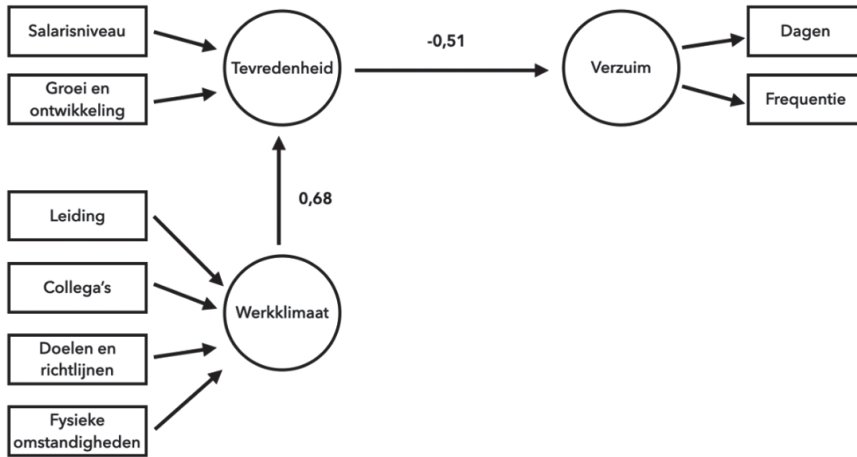 Salarisniveau
Groei en
ontwikkeling
Tevredenheid
-0,51
Verzuim
Dagen
Frequentie
0,68
Leiding
Collega's
Doelen en
richtlijnen
Fysieke
omstandigheden
Werkklimaat